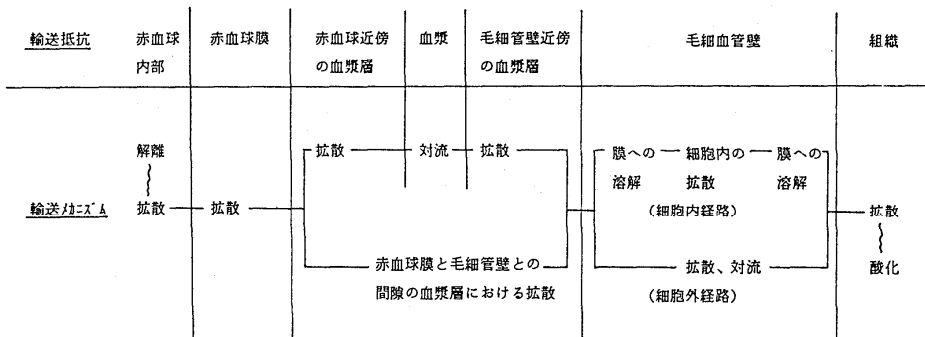 輸送抵抗 赤血球 赤血球膜 赤血球近傍 血漿 毛細管壁近傍 毛細血管壁 組織
内部 の血漿層 の血漿層
解離 拡散 対流 拡散 膜への 細胞内の 膜への
溶解 拡散 溶解
輸送メカニズム 拡散 拡散 (細胞内経路) 拡散
赤血球膜と毛細管壁との 拡散、対流 酸化
間隙の血漿層における拡散 (細胞外経路)